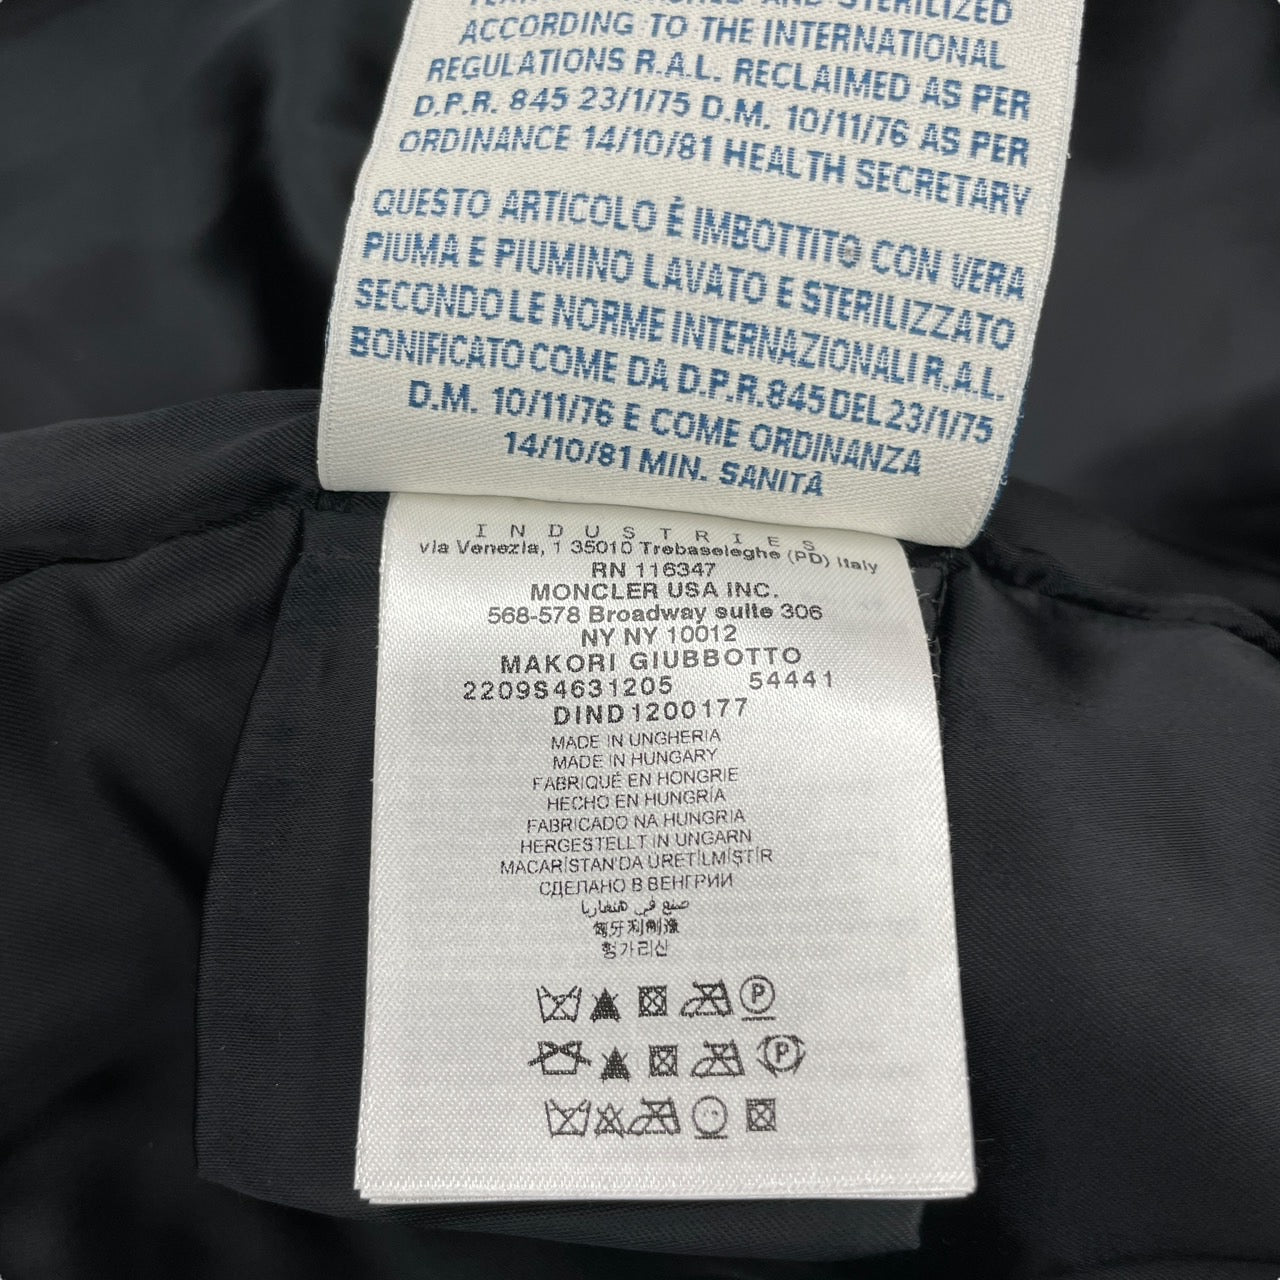 AND STERILIZED
ACCORDING TO THE INTERNATIONAL
REGULATIONS R.A.L. RECLAIMED AS PER
D.P.R. 845 23/1/75 D.M. 10/11/76 AS PER
ORDINANCE 14/10/81 HEALTH SECRETARY
QUESTO ARTICOLO É IMBOTTITO CON VERA
PIUMA E PIUMINO LAVATO E STERILIZZATO
SECONDO LE NORME INTERNAZIONALI R.A.L.
BONIFICATO COME DA D.P.R. 845 DEL 23/1/75
D.M. 10/11/76 E COME ORDINANZA
14/10/81 MIN. SANITÀ
INDUSTRIES
via Venezia, 1 35010 Trebaseleghe (PD) Italy
RN 116347
MONCLER USA INC.
568-578 Broadway suite 306
NY NY 10012
MAKORI GIUBBOTTO
2209S4631205 54441
DIND1200177
MADE IN UNGHERIA
MADE IN HUNGARY
FABRIQUÉ EN HONGRIE
HECHO EN HUNGRÍA
FABRICADO NA HUNGRIA
HERGESTELLT IN UNGARN
MACARİSTAN'DA ÜRETİLMİŞTİR
СДЕЛАНО В ВЕНГРИИ
صنع في هنغاريا
匈牙利制造
헝가리산
P
P